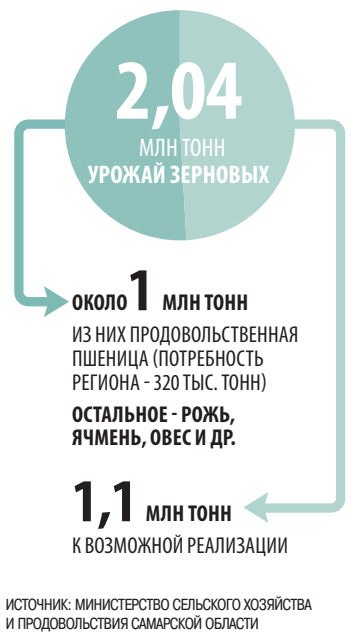 2,04
МЛН ТОНН
УРОЖАЙ ЗЕРНОВЫХ
ОКОЛО 1 МЛН ТОНН
ИЗ НИХ ПРОДОВОЛЬСТВЕННАЯ
ПШЕНИЦА (ПОТРЕБНОСТЬ
РЕГИОНА - 320 ТЫС. ТОНН)
ОСТАЛЬНОЕ - РОЖЬ,
ЯЧМЕНЬ, ОВЕС И ДР.
1,1 МЛН ТОНН
К ВОЗМОЖНОЙ РЕАЛИЗАЦИИ
ИСТОЧНИК: МИНИСТЕРСТВО СЕЛЬСКОГО ХОЗЯЙСТВА
И ПРОДОВОЛЬСТВИЯ САМАРСКОЙ ОБЛАСТИ